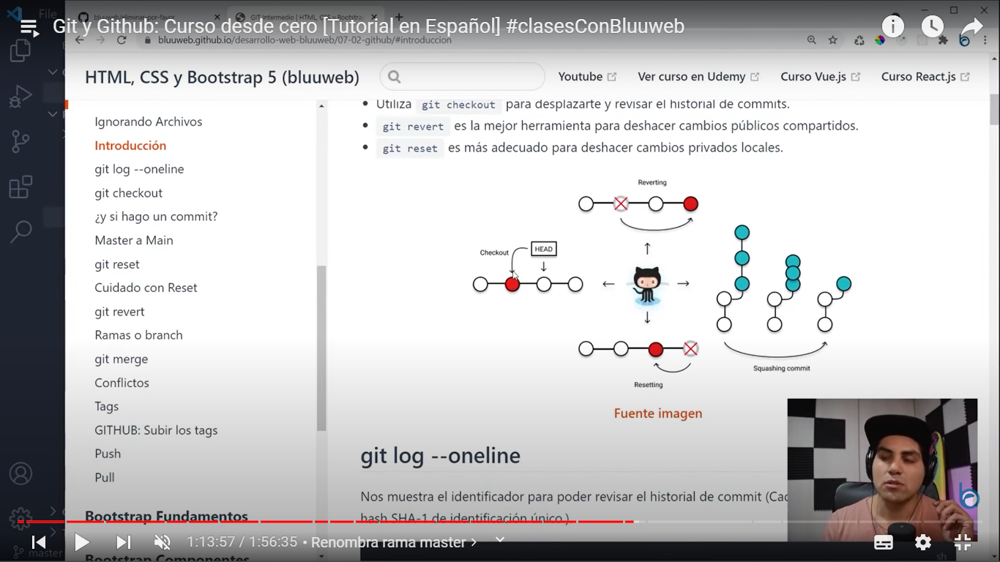 File
bluuweb/eliminar-por-favor
GIT Intermedio | HTML, CSS y Bootstrap
Git y Github: Curso desde cero [Tutorial en Español] #clasesConBluuweb
bluuweb.github.io/desarrollo-web-bluuweb/07-02-github/#introduccion
HTML, CSS y Bootstrap 5 (bluuweb)
Youtube
Ver curso en Udemy
Curso Vue.js
Curso React.js
Ignorando Archivos
Introducción
git log --oneline
git checkout
¿y si hago un commit?
Master a Main
git reset
Cuidado con Reset
git revert
Ramas o branch
git merge
Conflictos
Tags
GITHUB: Subir los tags
Push
Pull
Bootstrap Fundamentos
Bootstrap Componentes
• Utiliza git checkout para desplazarte y revisar el historial de commits.
• git revert es la mejor herramienta para deshacer cambios públicos compartidos.
• git reset es más adecuado para deshacer cambios privados locales.
Reverting
Checkout
HEAD
Squashing commit
Resetting
Fuente imagen
git log --oneline
Nos muestra el identificador para poder revisar el historial de commit (Cac
hash SHA-1 de identificación único.)
1:13:57 / 1:56:35 • Renombra rama master
master
sh